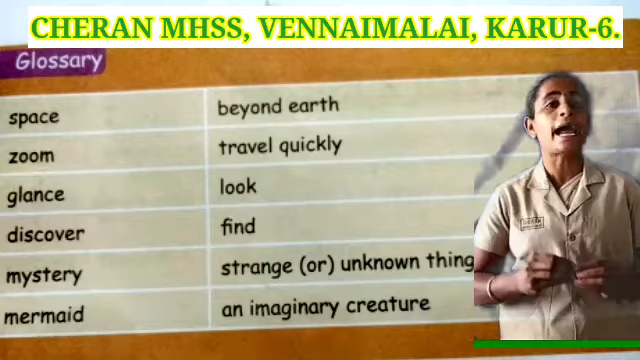 CHERAN MHSS, VENNAIMALAI, KARUR-6.
Glossary
space beyond earth
zoom travel quickly
glance look
discover find
mystery strange (or) unknown thing
mermaid an imaginary creature